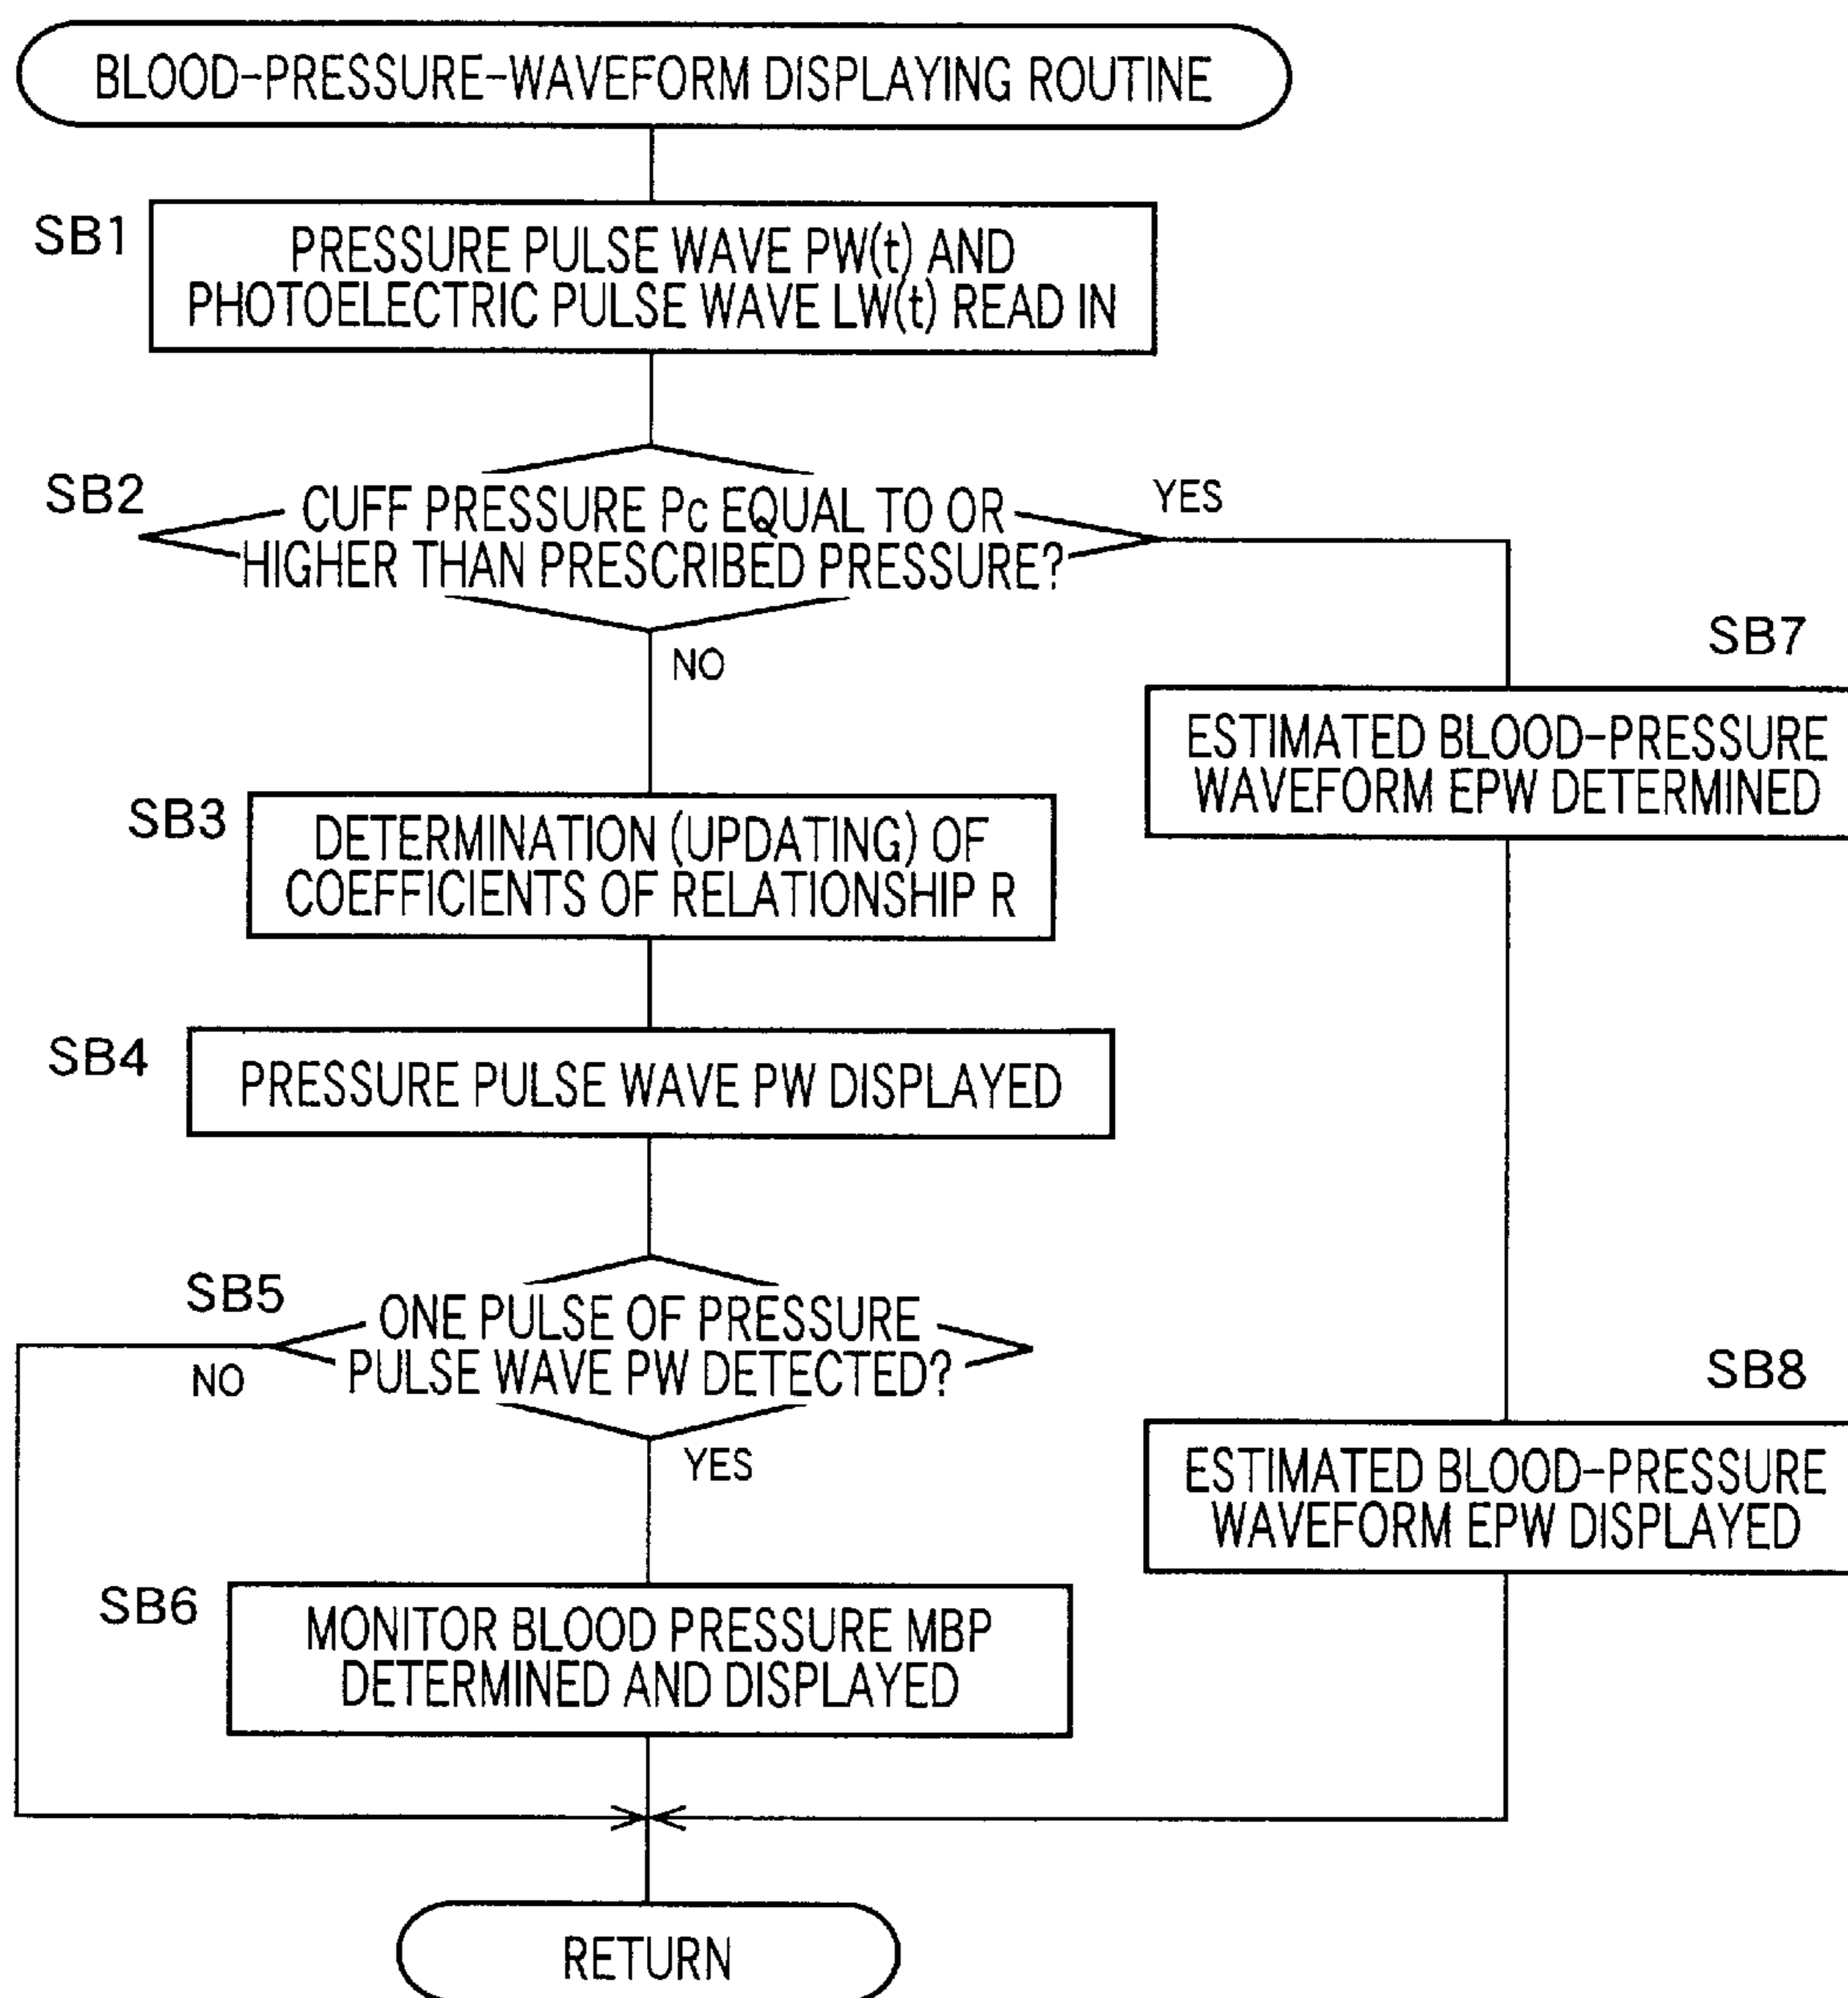 BLOOD-PRESSURE-WAVEFORM DISPLAYING ROUTINE
SB1
PRESSURE PULSE WAVE PW(t) AND
PHOTOELECTRIC PULSE WAVE LW(t) READ IN
SB2
CUFF PRESSURE Pc EQUAL TO OR
HIGHER THAN PRESCRIBED PRESSURE?
YES
NO
SB7
ESTIMATED BLOOD-PRESSURE
WAVEFORM EPW DETERMINED
SB3
DETERMINATION (UPDATING) OF
COEFFICIENTS OF RELATIONSHIP R
SB4
PRESSURE PULSE WAVE PW DISPLAYED
SB5
ONE PULSE OF PRESSURE
PULSE WAVE PW DETECTED?
NO
YES
SB8
ESTIMATED BLOOD-PRESSURE
WAVEFORM EPW DISPLAYED
SB6
MONITOR BLOOD PRESSURE MBP
DETERMINED AND DISPLAYED
RETURN